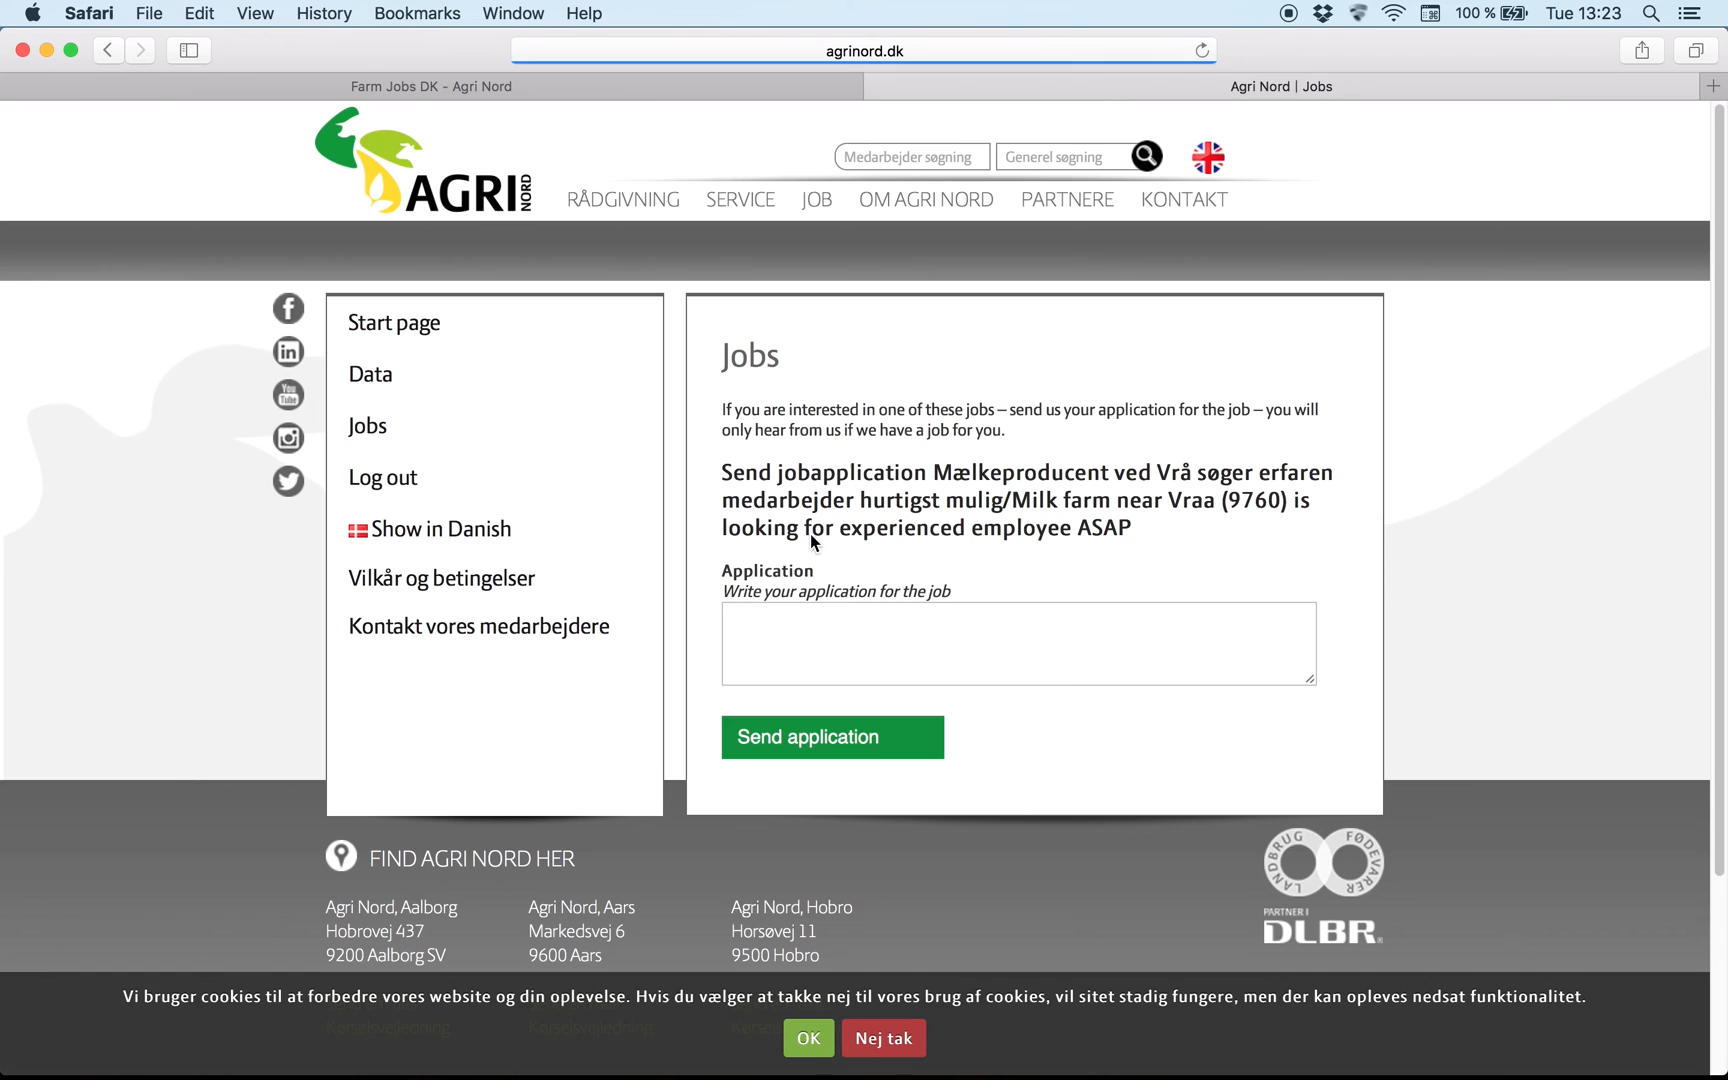 Safari File Edit View History Bookmarks Window Help 100 % Tue 13:23
agrinord.dk
Farm Jobs DK - Agri Nord
Agri Nord | Jobs
AGRI NORD
Medarbejder søgning
Generel søgning
RÅDGIVNING SERVICE JOB OM AGRI NORD PARTNERE KONTAKT
Start page
Data
Jobs
Log out
Show in Danish
Vilkår og betingelser
Kontakt vores medarbejdere
You
Tube
Jobs
If you are interested in one of these jobs – send us your application for the job – you will
only hear from us if we have a job for you.
Send jobapplication Mælkeproducent ved Vrå søger erfaren
medarbejder hurtigst mulig/Milk farm near Vraa (9760) is
looking for experienced employee ASAP
Application
Write your application for the job
Send application
FIND AGRI NORD HER
Agri Nord, Aalborg
Hobrovej 437
9200 Aalborg SV
Agri Nord, Aars
Markedsvej 6
9600 Aars
Agri Nord, Hobro
Horsøvej 11
9500 Hobro
LANDBRUG FØDEVARER
PARTNER I
DLBR
Vi bruger cookies til at forbedre vores website og din oplevelse. Hvis du vælger at takke nej til vores brug af cookies, vil sitet stadig fungere, men der kan opleves nedsat funktionalitet.
Kørselsvejledning
Kørselsvejledning
OK
Nej tak